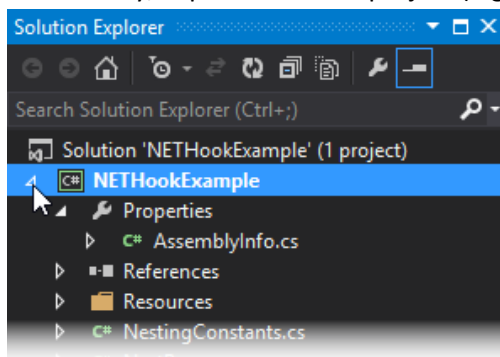 Solution Explorer
Search Solution Explorer (Ctrl+;)
Solution 'NETHookExample' (1 project)
C# NETHookExample
Properties
C# AssemblyInfo.cs
References
Resources
C# NestingConstants.cs